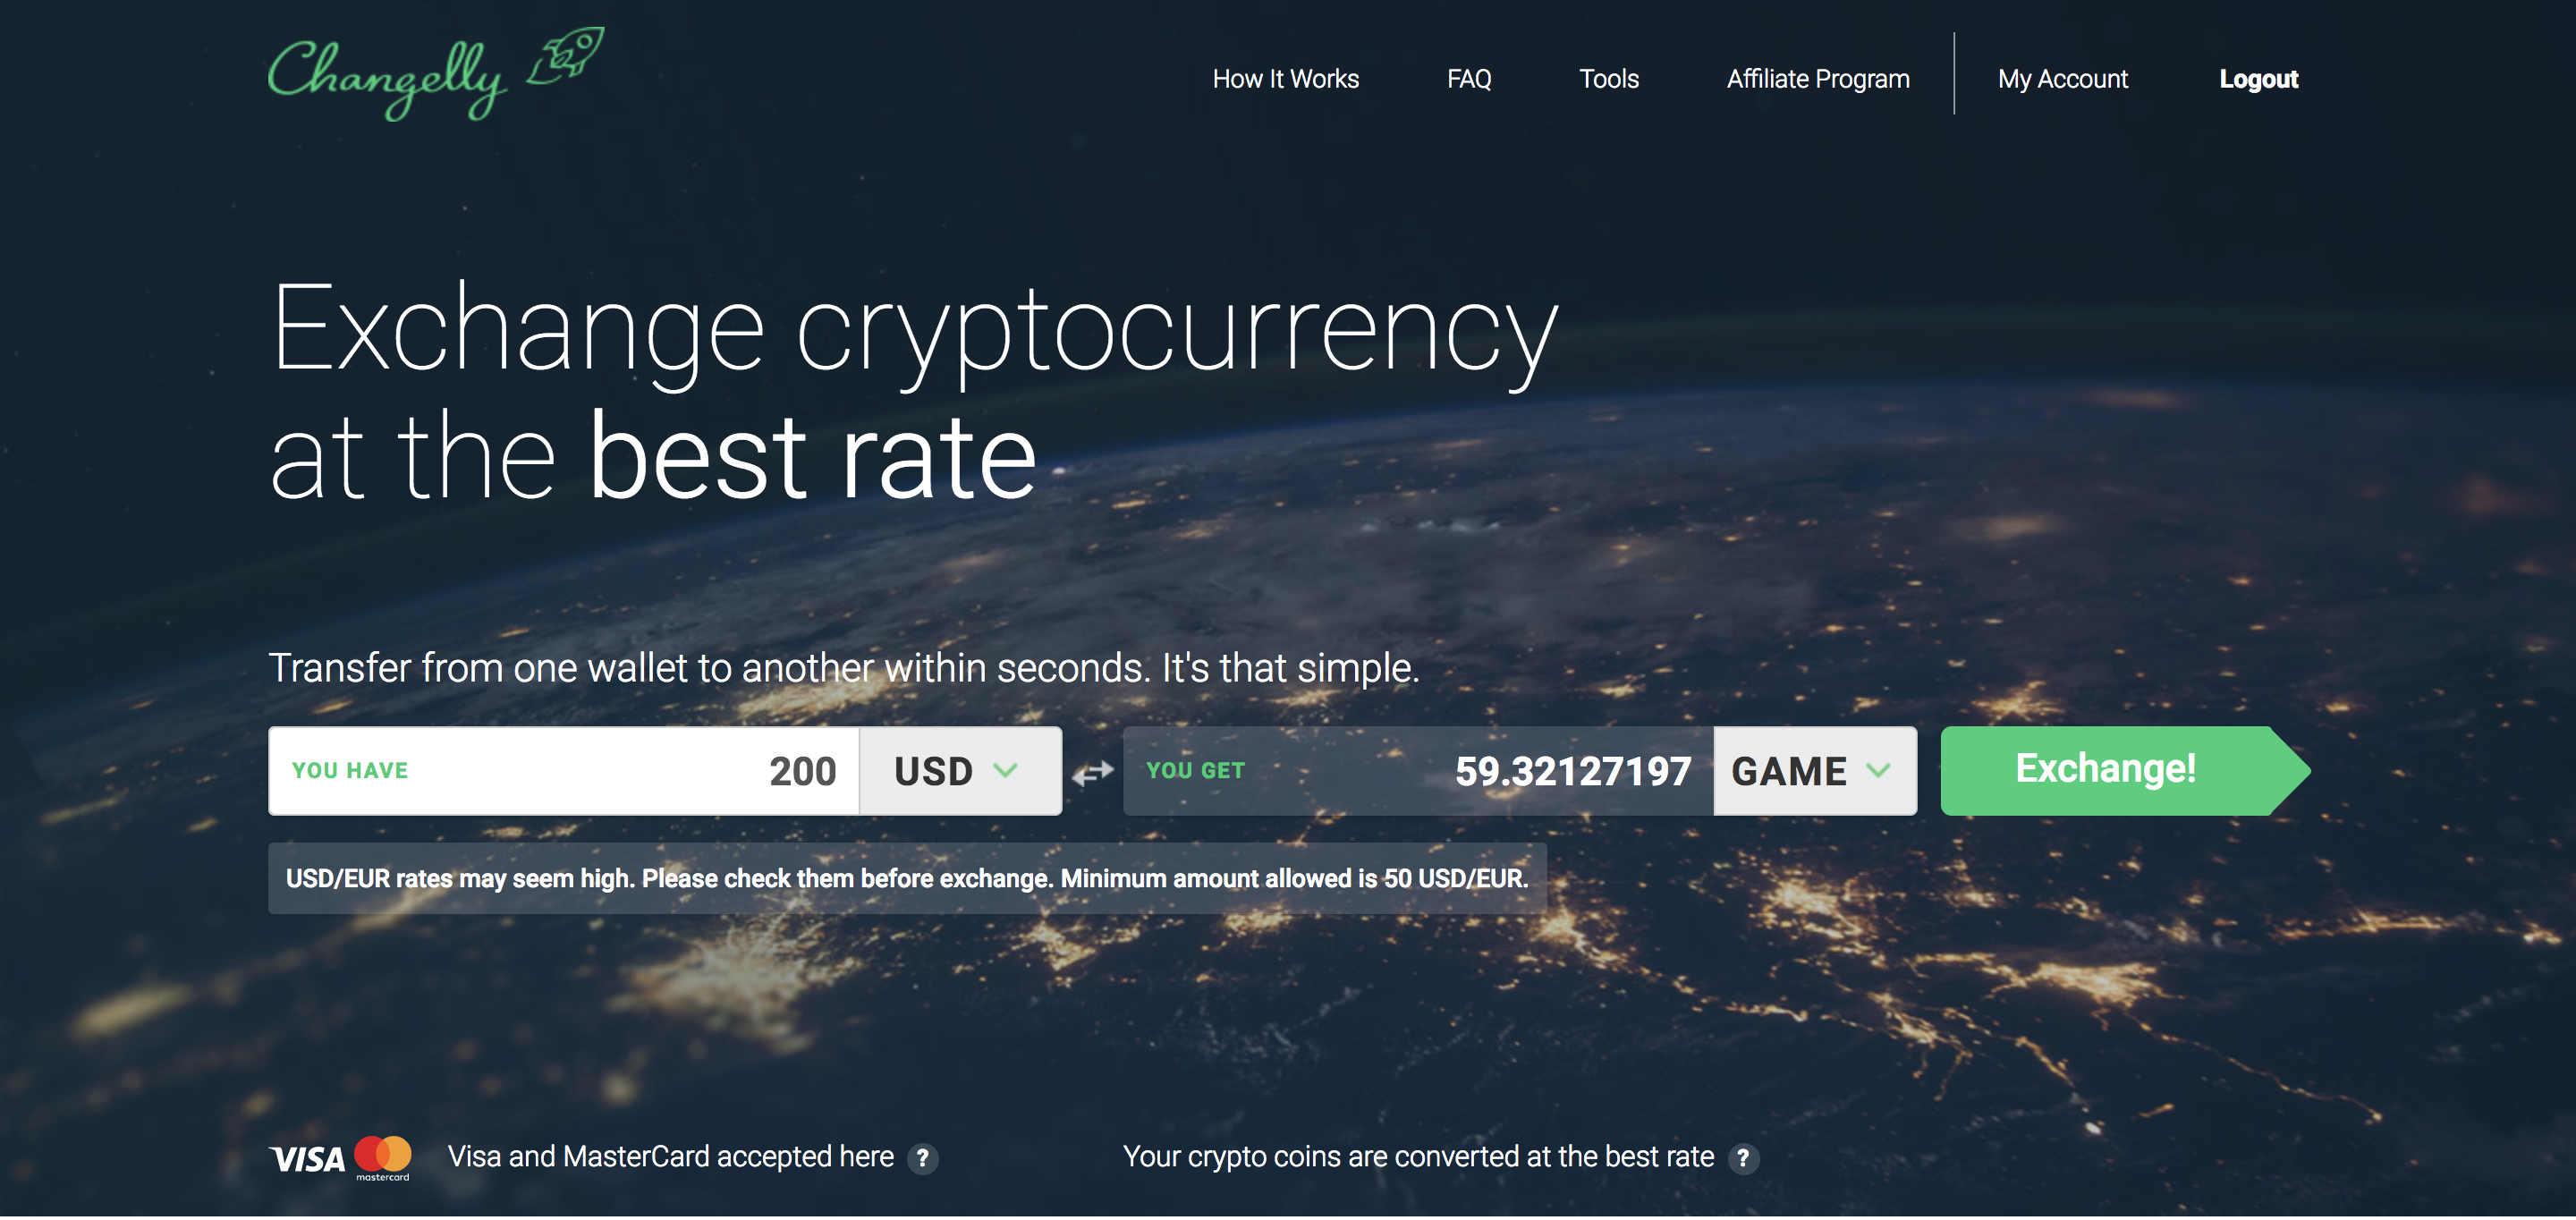 Changelly
How It Works FAQ Tools Affiliate Program My Account Logout
Exchange cryptocurrency
at the best rate
Transfer from one wallet to another within seconds. It's that simple.
YOU HAVE 200 USD YOU GET 59.32127197 GAME Exchange!
USD/EUR rates may seem high. Please check them before exchange. Minimum amount allowed is 50 USD/EUR.
VISA mastercard Visa and MasterCard accepted here ? Your crypto coins are converted at the best rate ?